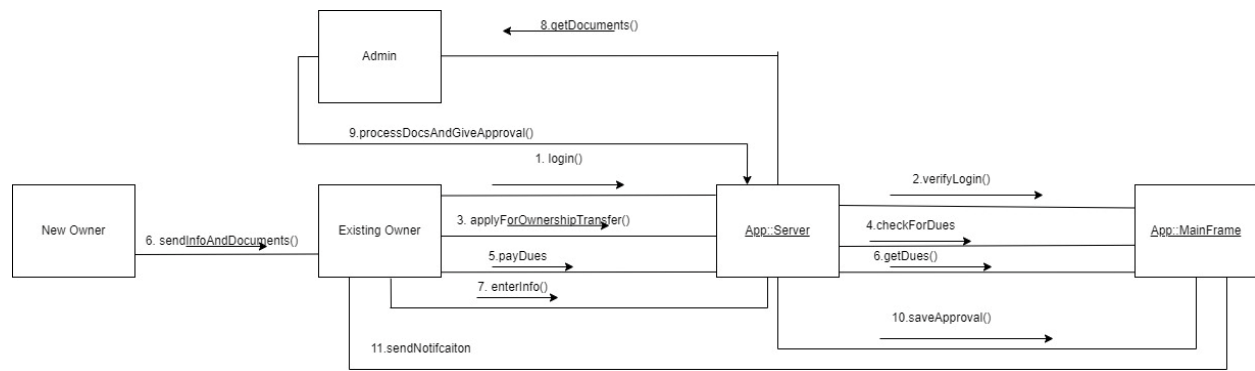 8.getDocuments()
Admin
9.processDocsAndGiveApproval()
1. login()
2.verifyLogin()
New Owner
Existing Owner
App::Server
App::MainFrame
3. applyForOwnershipTransfer()
4.checkForDues
6. sendInfoAndDocuments()
5.payDues
6.getDues()
7. enterInfo()
10.saveApproval()
11.sendNotifcaiton